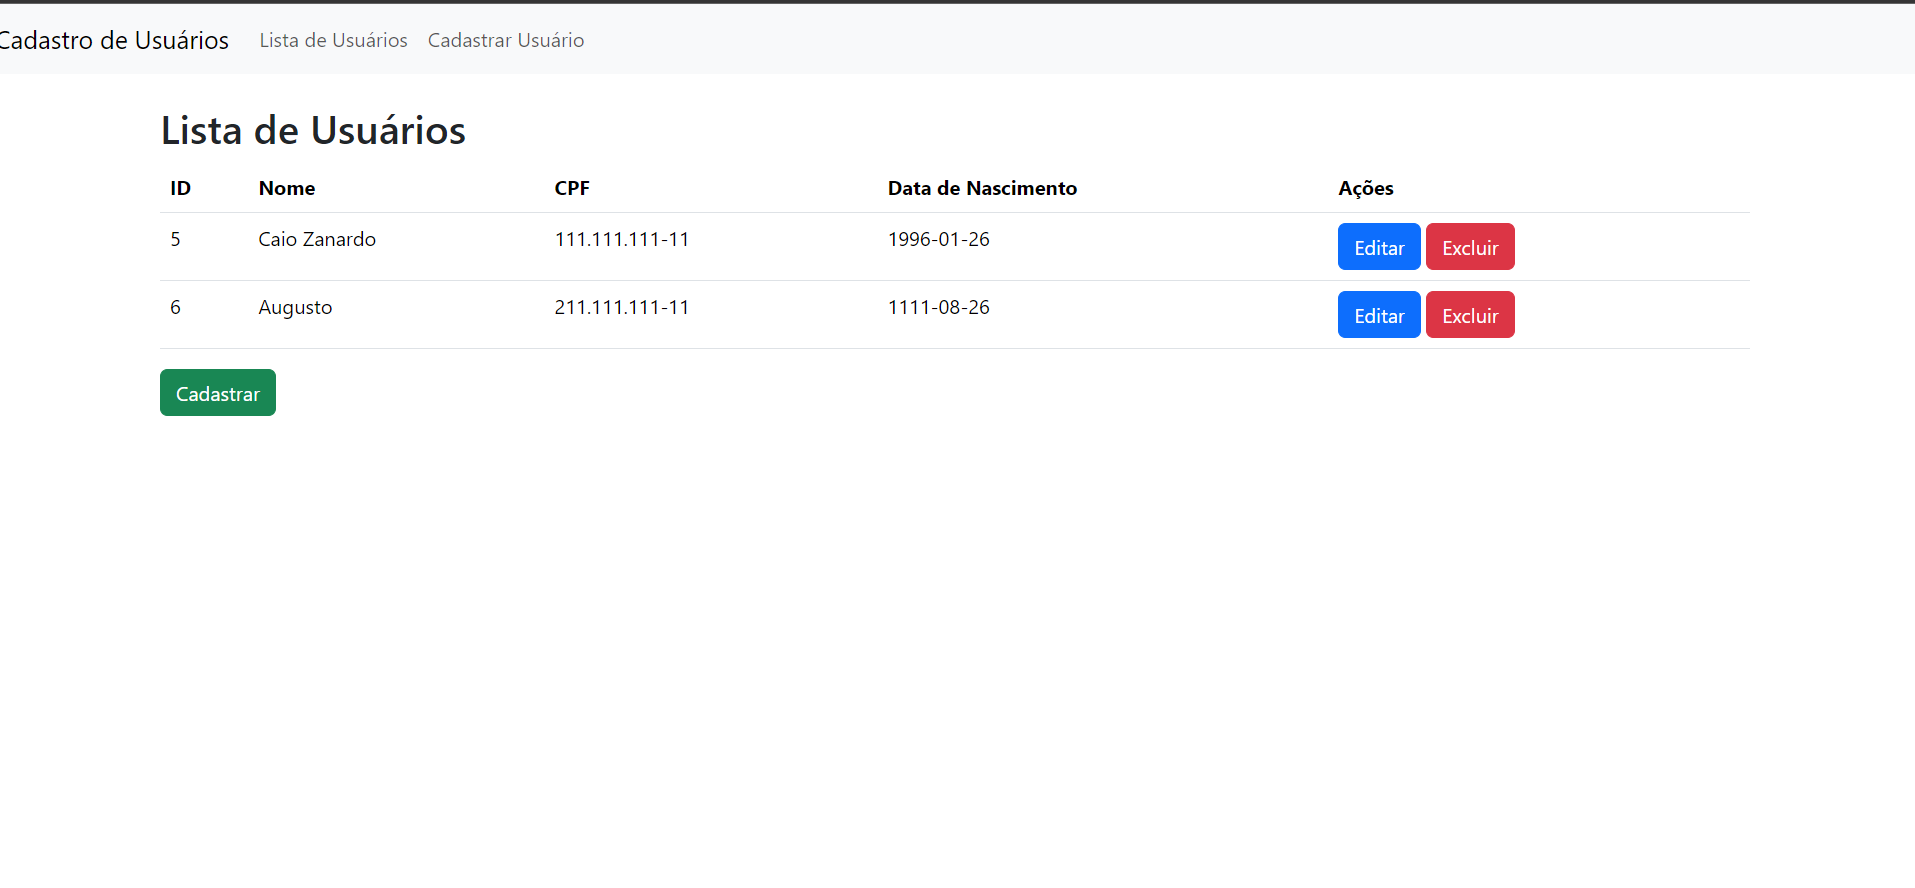 Cadastro de Usuários Lista de Usuários Cadastrar Usuário
Lista de Usuários
ID Nome CPF Data de Nascimento Ações
5 Caio Zanardo 111.111.111-11 1996-01-26 Editar Excluir
6 Augusto 211.111.111-11 1111-08-26 Editar Excluir
Cadastrar